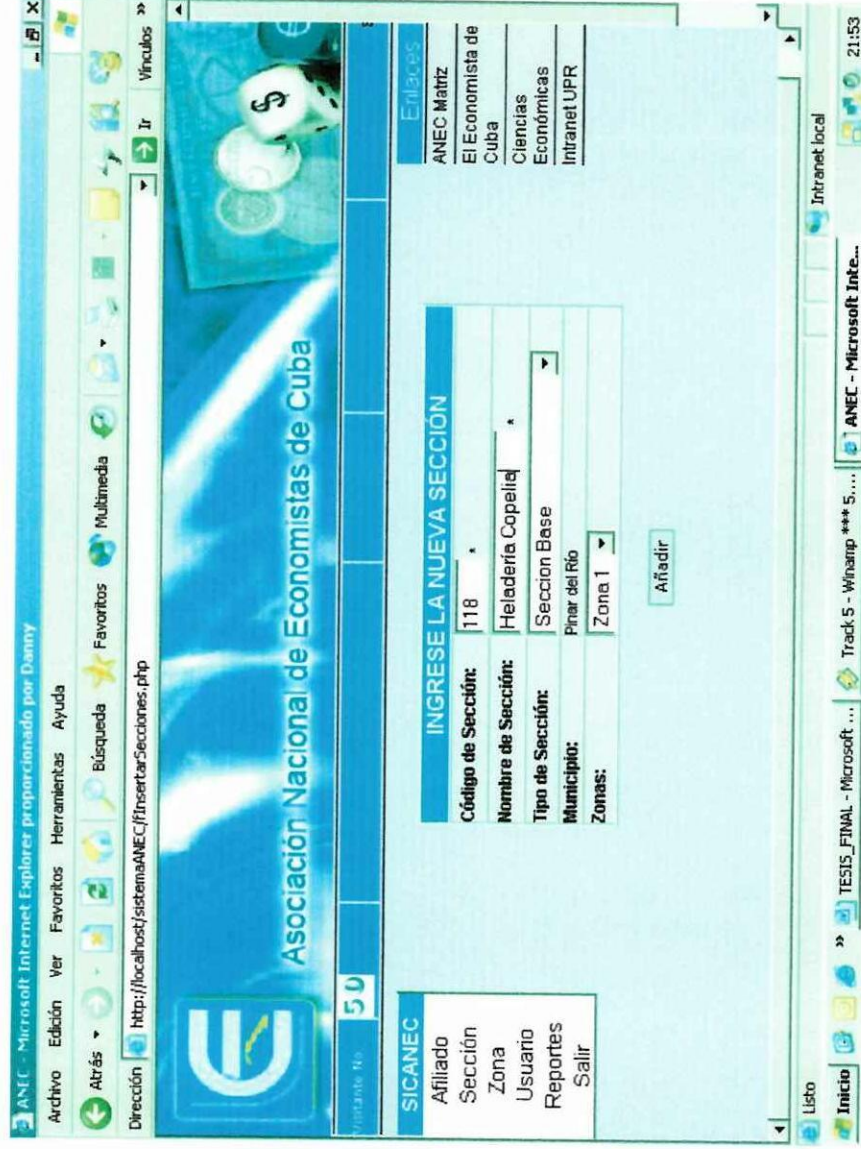 ANEC - Microsoft Internet Explorer proporcionado por Danny
Archivo Edición Ver Favoritos Herramientas Ayuda
Atrás Búsqueda Favoritos Multimedia
Dirección http://localhost/sistemaANEC/fInsertarSecciones.php Ir Vínculos »
Asociación Nacional de Economistas de Cuba
$
Visitante No. 50
SICANEC
Afiliado
Sección
Zona
Usuario
Reportes
Salir
INGRESE LA NUEVA SECCIÓN
Código de Sección: 118 *
Nombre de Sección: Heladería Copelia *
Tipo de Sección: Seccion Base
Municipio: Pinar del Río
Zonas: Zona 1
Añadir
Enlaces
ANEC Matriz
El Economista de
Cuba
Ciencias
Económicas
Intranet UPR
Listo Intranet local
Inicio » TESIS_FINAL - Microsoft ... Track 5 - Winamp *** 5.... ANEC - Microsoft Inte... 21:53